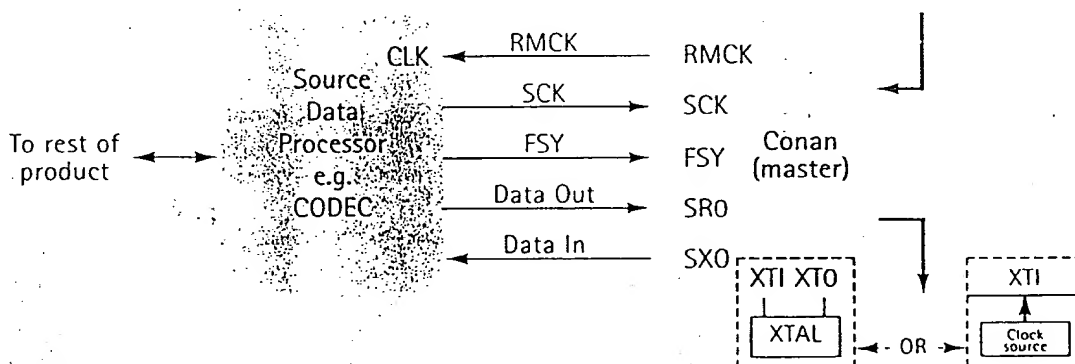 CLK
RMCK
RMCK
Source
Data
Processor
e.g.
CODEC
SCK
SCK
To rest of
product
FSY
FSY
Conan
(master)
Data Out
SR0
Data In
SX0
XTI XTO
XTAL
- OR -
XTI
Clock
source